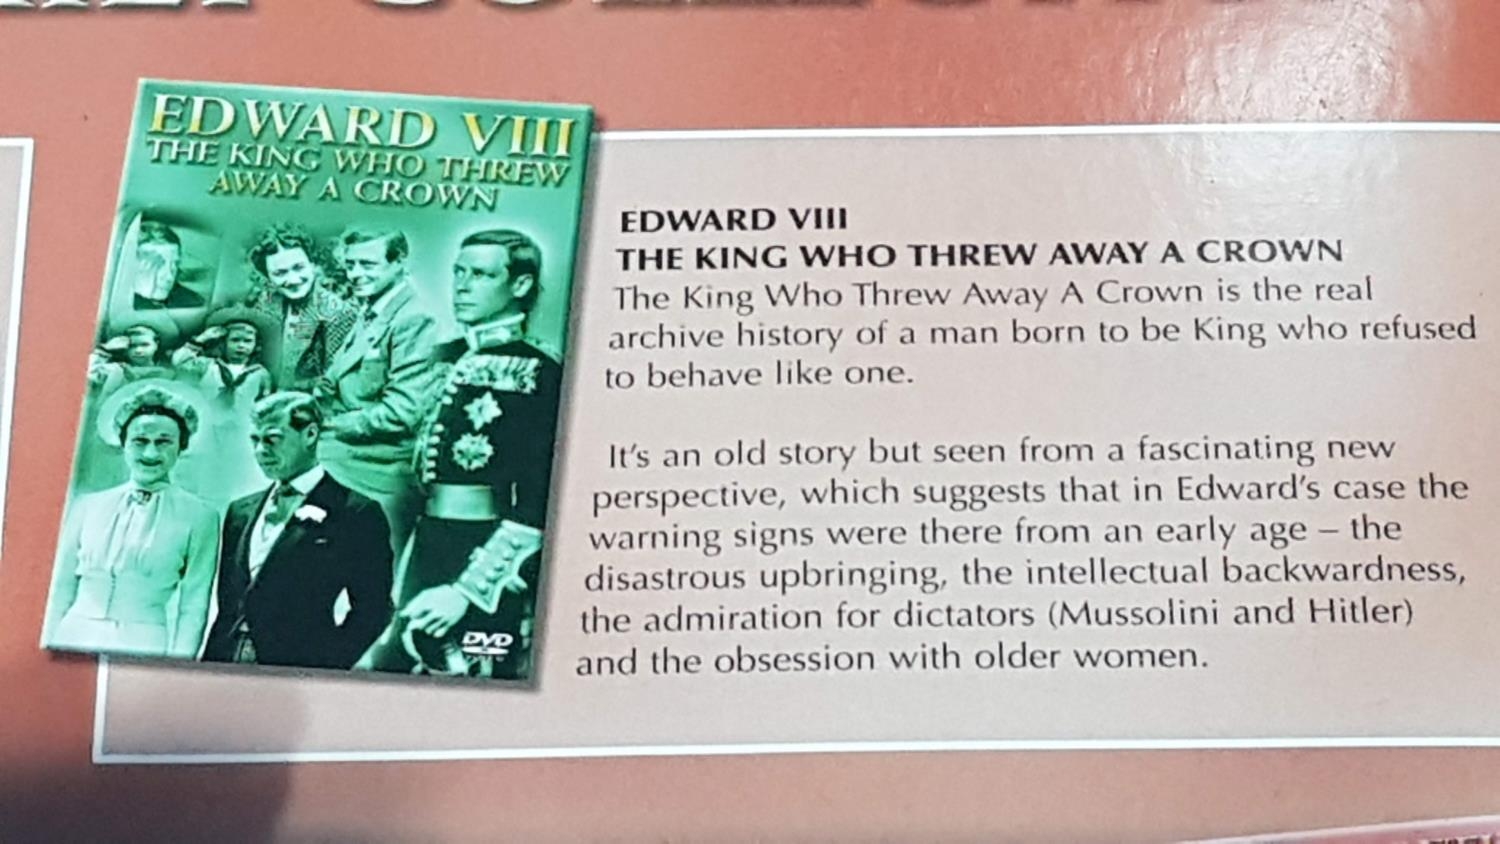 EDWARD VIII
THE KING WHO THREW
AWAY A CROWN
DVD
EDWARD VIII
THE KING WHO THREW AWAY A CROWN
The King Who Threw Away A Crown is the real
archive history of a man born to be King who refused
to behave like one.
It's an old story but seen from a fascinating new
perspective, which suggests that in Edward's case the
warning signs were there from an early age – the
disastrous upbringing, the intellectual backwardness,
the admiration for dictators (Mussolini and Hitler)
and the obsession with older women.